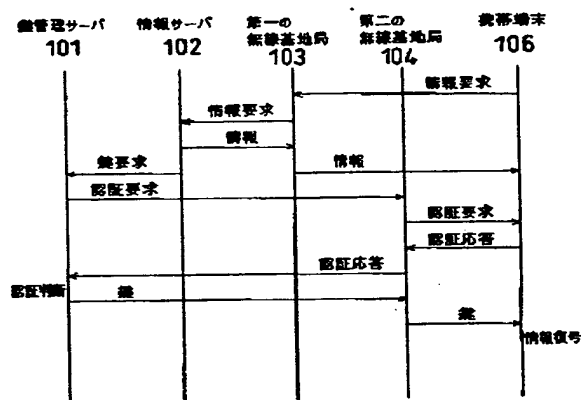 鍵管理サーバ
101
情報サーバ
102
第一の
無線基地局
103
第二の
無線基地局
104
携帯端末
106
情報要求
情報要求
情報
鍵要求
情報
認証要求
認証要求
認証応答
認証応答
認証判断
鍵
鍵
情報復号